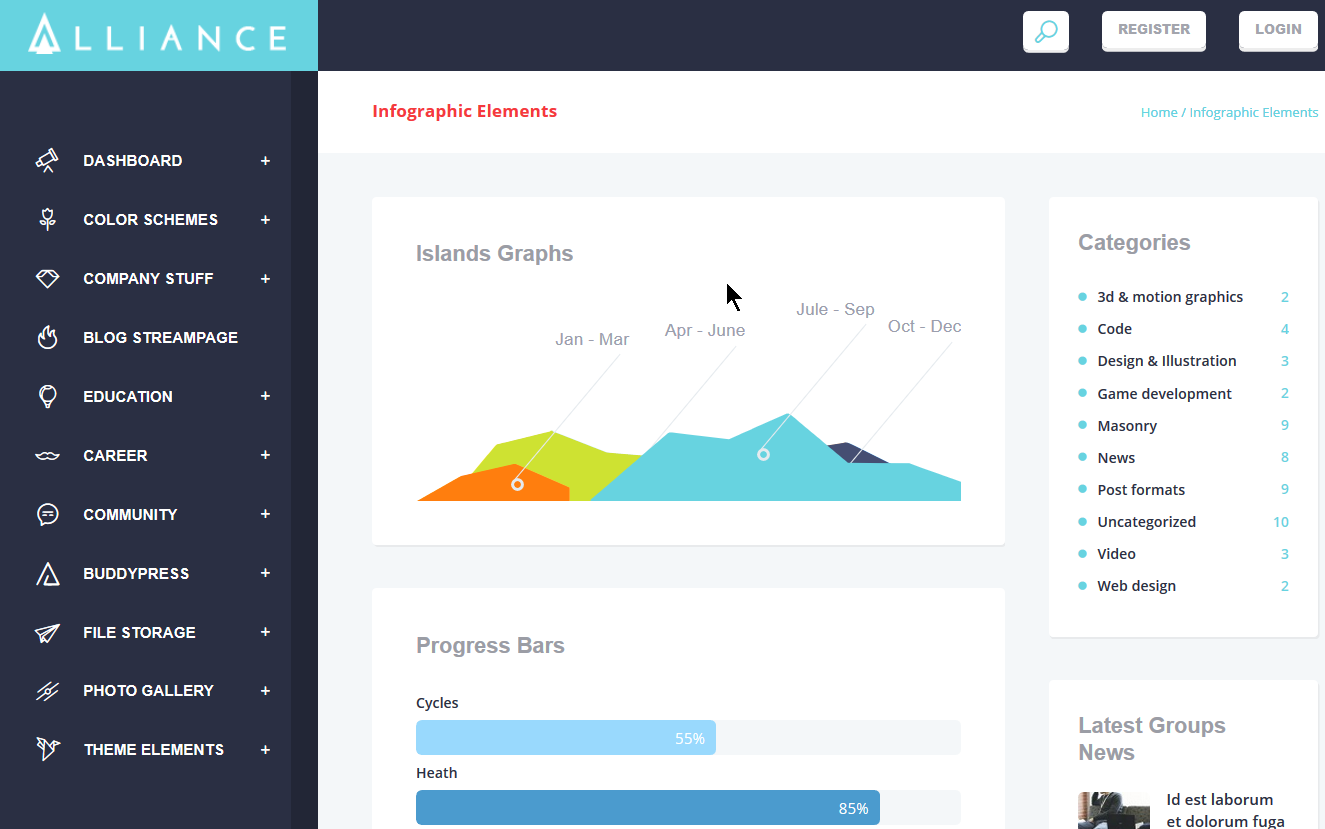 ALLIANCE
REGISTER
LOGIN
Infographic Elements
Home / Infographic Elements
DASHBOARD +
COLOR SCHEMES +
COMPANY STUFF +
BLOG STREAMPAGE
EDUCATION +
CAREER +
COMMUNITY +
BUDDYPRESS +
FILE STORAGE +
PHOTO GALLERY +
THEME ELEMENTS +
Islands Graphs
Jan - Mar
Apr - June
Jule - Sep
Oct - Dec
Progress Bars
Cycles
55%
Heath
85%
Categories
3d & motion graphics 2
Code 4
Design & Illustration 3
Game development 2
Masonry 9
News 8
Post formats 9
Uncategorized 10
Video 3
Web design 2
Latest Groups
News
Id est laborum
et dolorum fuga